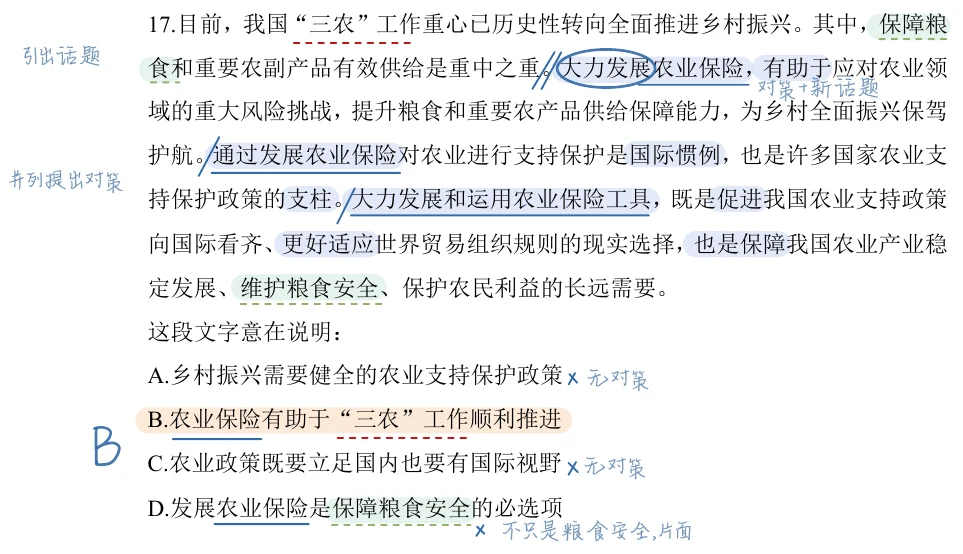 17.目前，我国“三农”工作重心已历史性转向全面推进乡村振兴。其中，保障粮
引出话题
食和重要农副产品有效供给是重中之重。大力发展农业保险，有助于应对农业领
对策+新话题
域的重大风险挑战，提升粮食和重要农产品供给保障能力，为乡村全面振兴保驾
护航。通过发展农业保险对农业进行支持保护是国际惯例，也是许多国家农业支
并列提出对策
持保护政策的支柱。大力发展和运用农业保险工具，既是促进我国农业支持政策
向国际看齐、更好适应世界贸易组织规则的现实选择，也是保障我国农业产业稳
定发展、维护粮食安全、保护农民利益的长远需要。
这段文字意在说明：
A.乡村振兴需要健全的农业支持保护政策 x 无对策
B
B.农业保险有助于“三农”工作顺利推进
C.农业政策既要立足国内也要有国际视野 x 无对策
D.发展农业保险是保障粮食安全的必选项
x 不只是粮食安全,片面